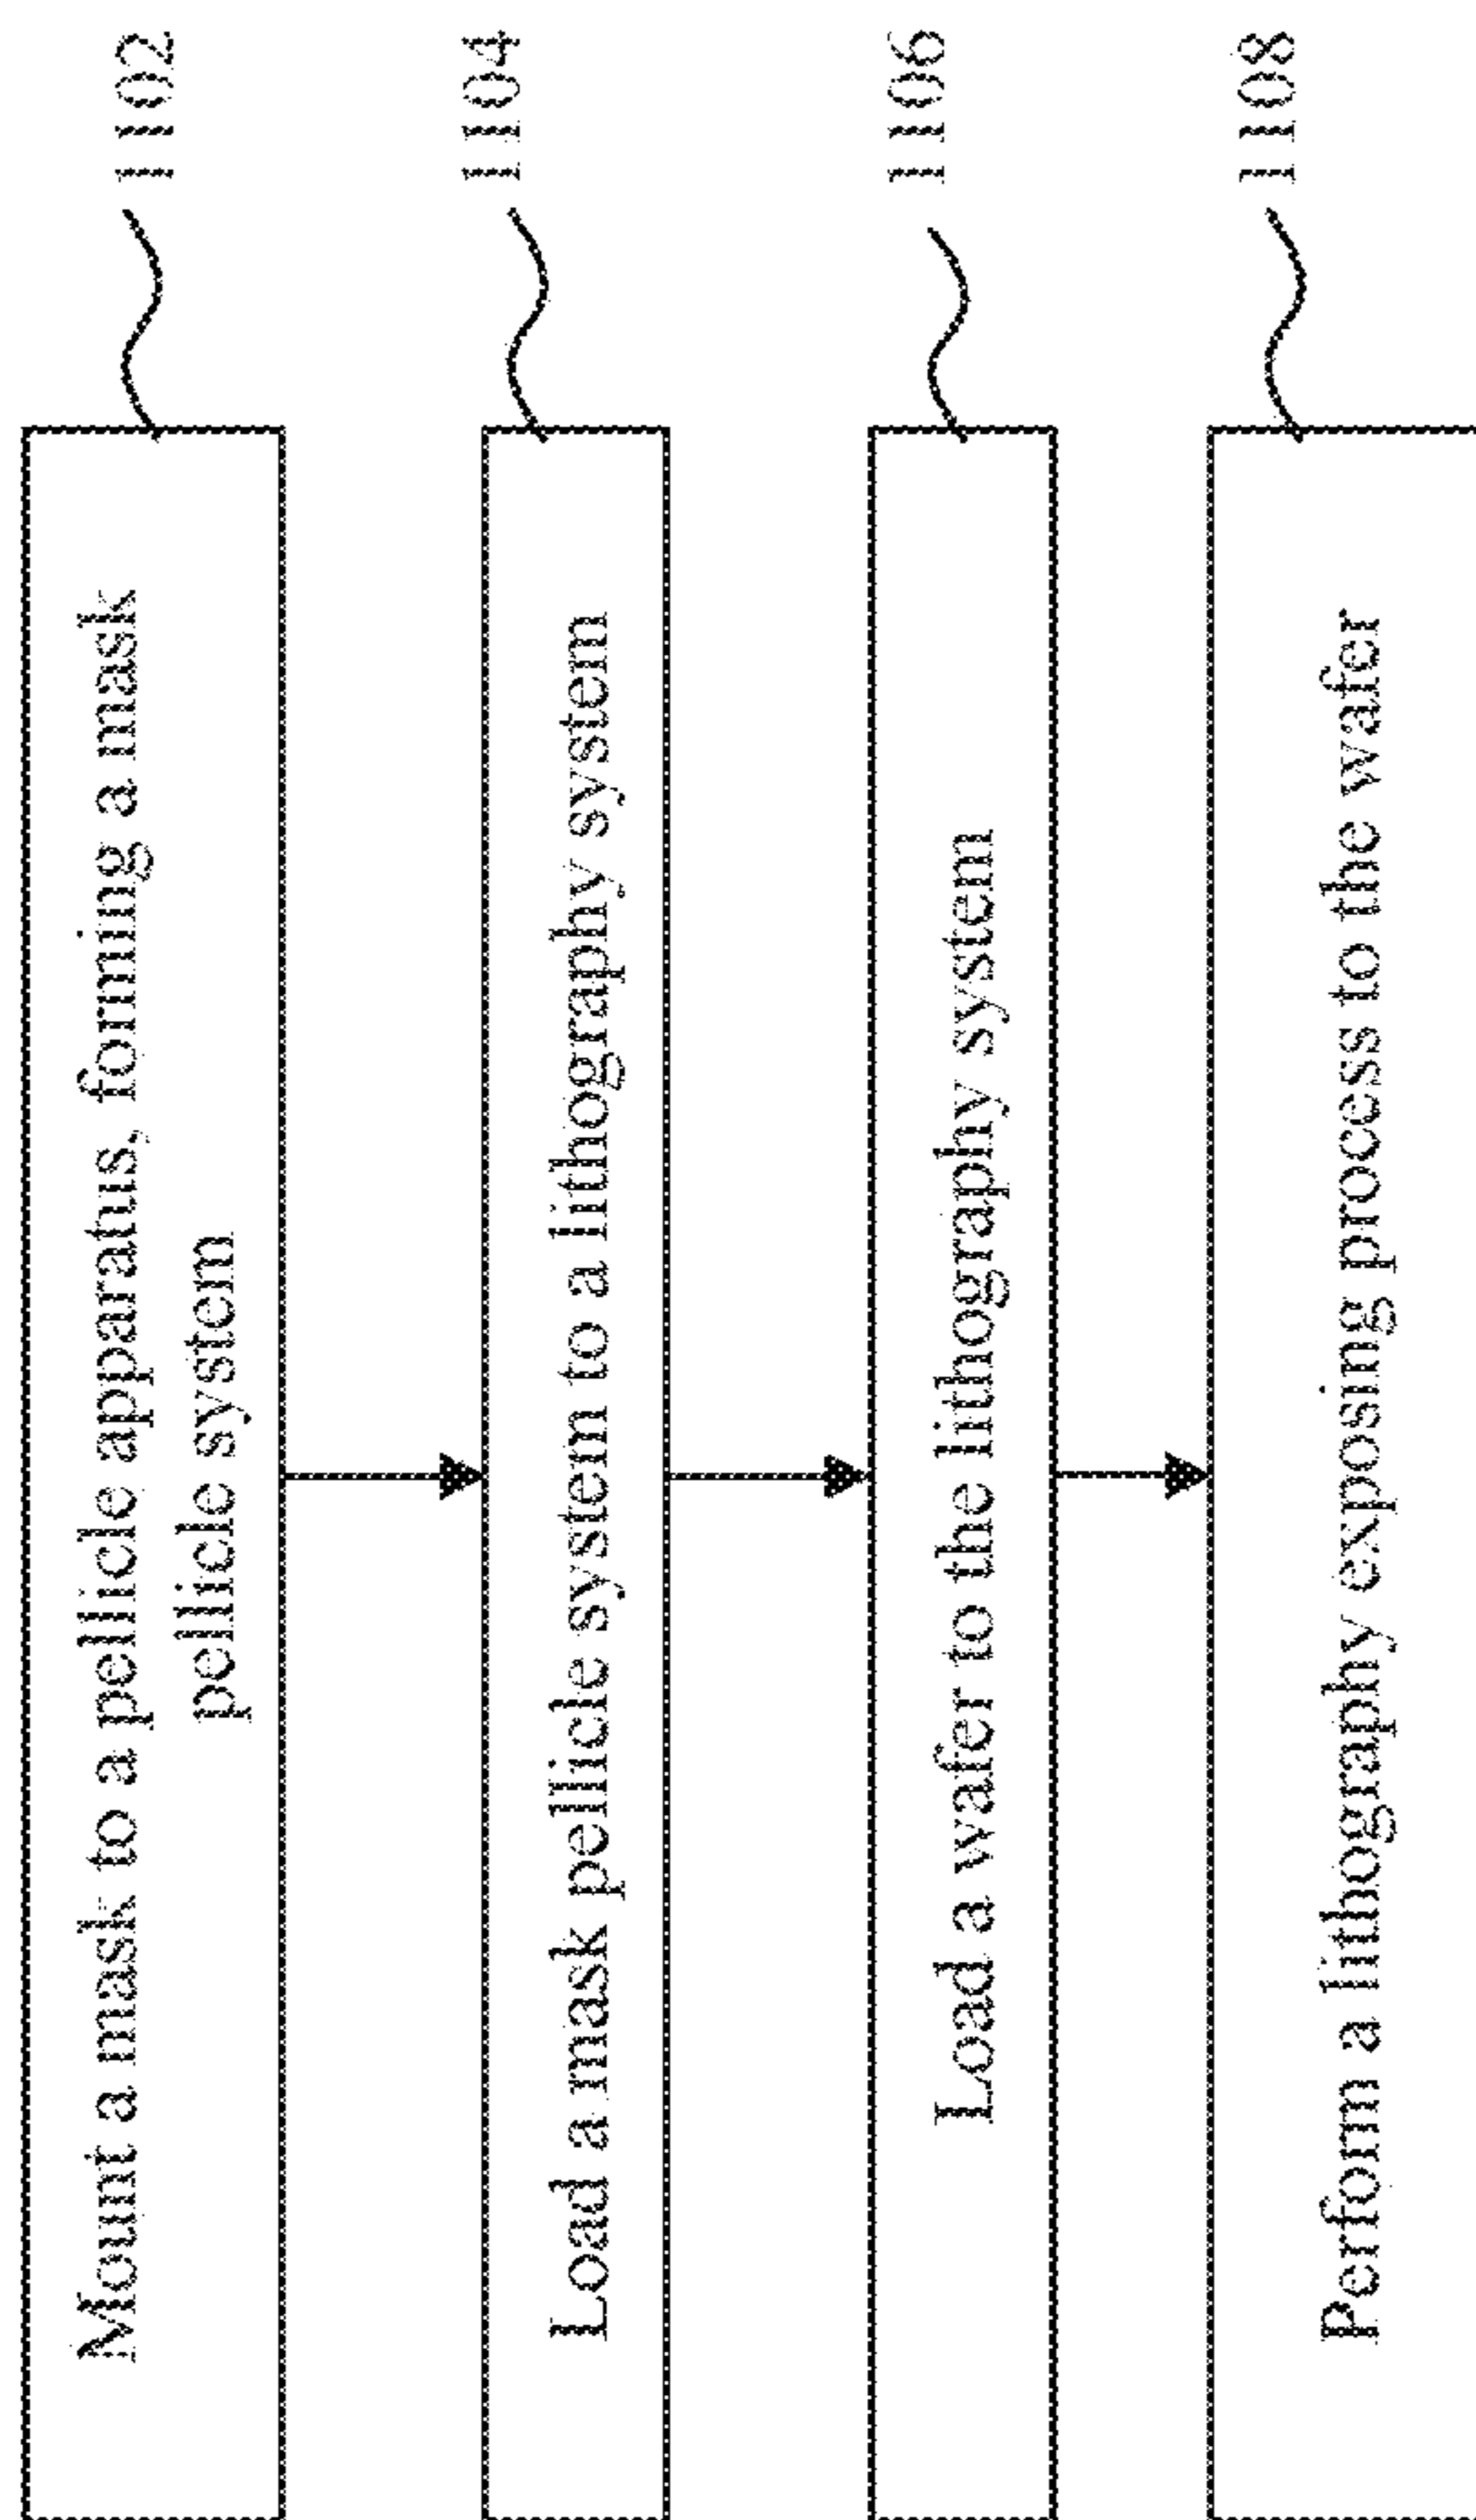 Mount a mask to a pellicle apparatus, forming a mask
pellicle system
1102
Load a mask pellicle system to a lithography system
1104
Load a wafer to the lithography system
1106
Perform a lithography exposing process to the wafer
1108